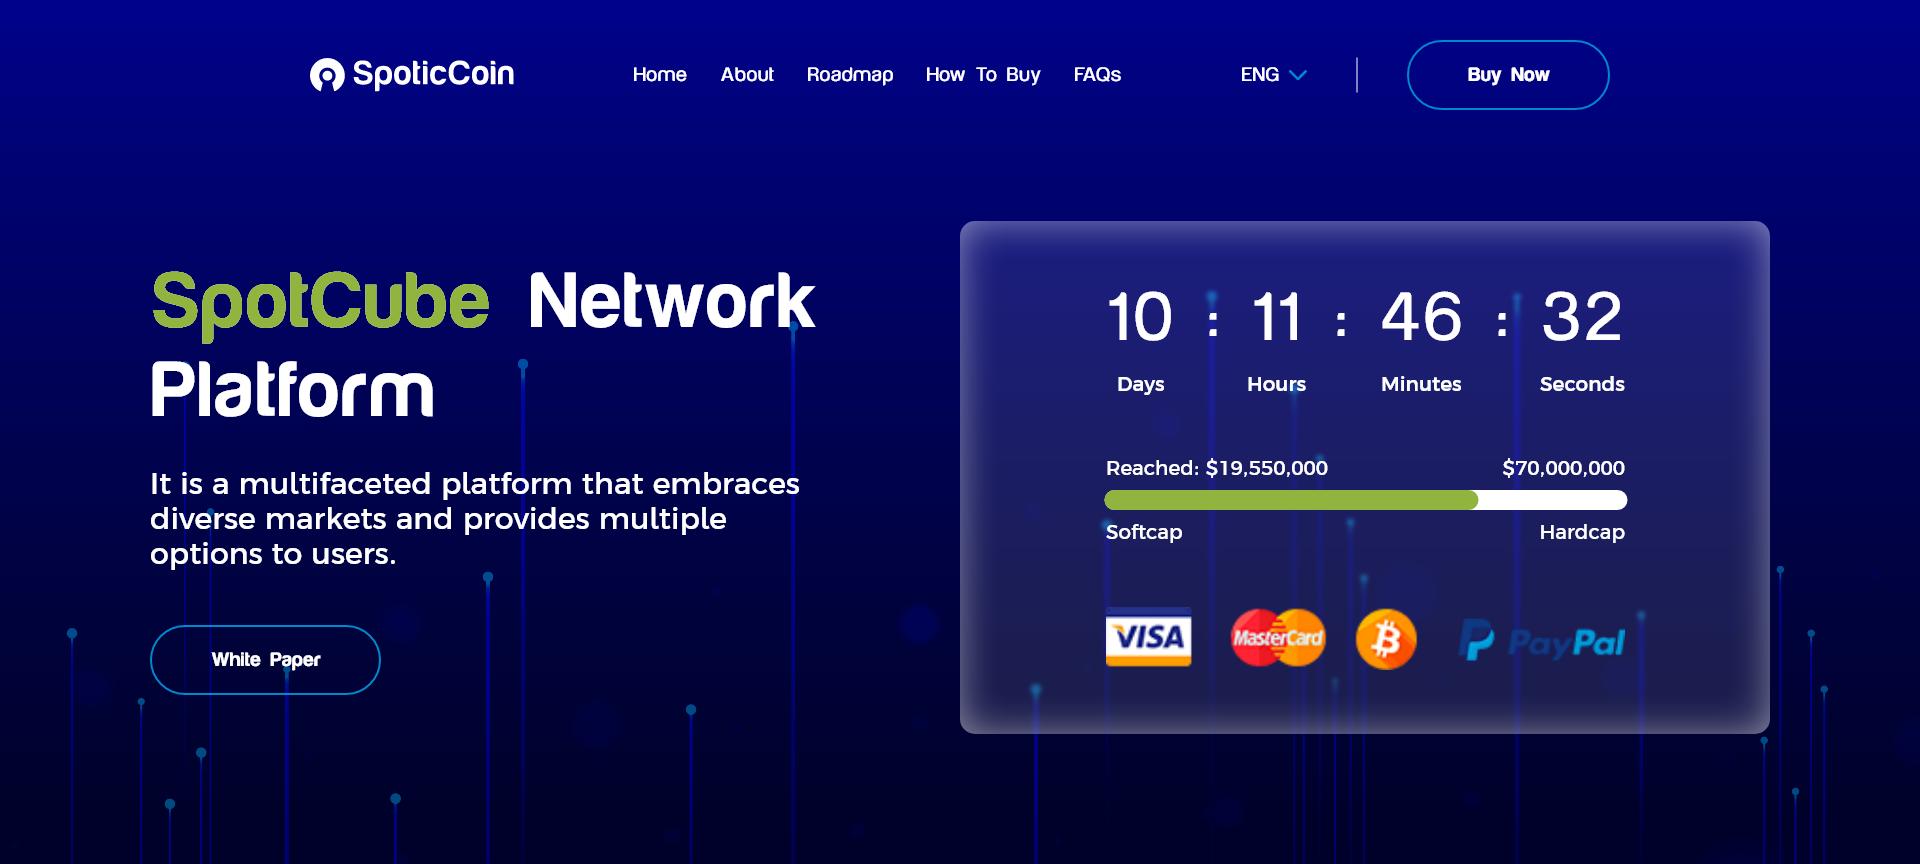 SpoticCoin
Home About Roadmap How To Buy FAQs
ENG
Buy Now
SpotCube Network
Platform
It is a multifaceted platform that embraces
diverse markets and provides multiple
options to users.
White Paper
10 : 11 : 46 : 32
Days Hours Minutes Seconds
Reached: $19,550,000 $70,000,000
Softcap Hardcap
VISA MasterCard B PayPal